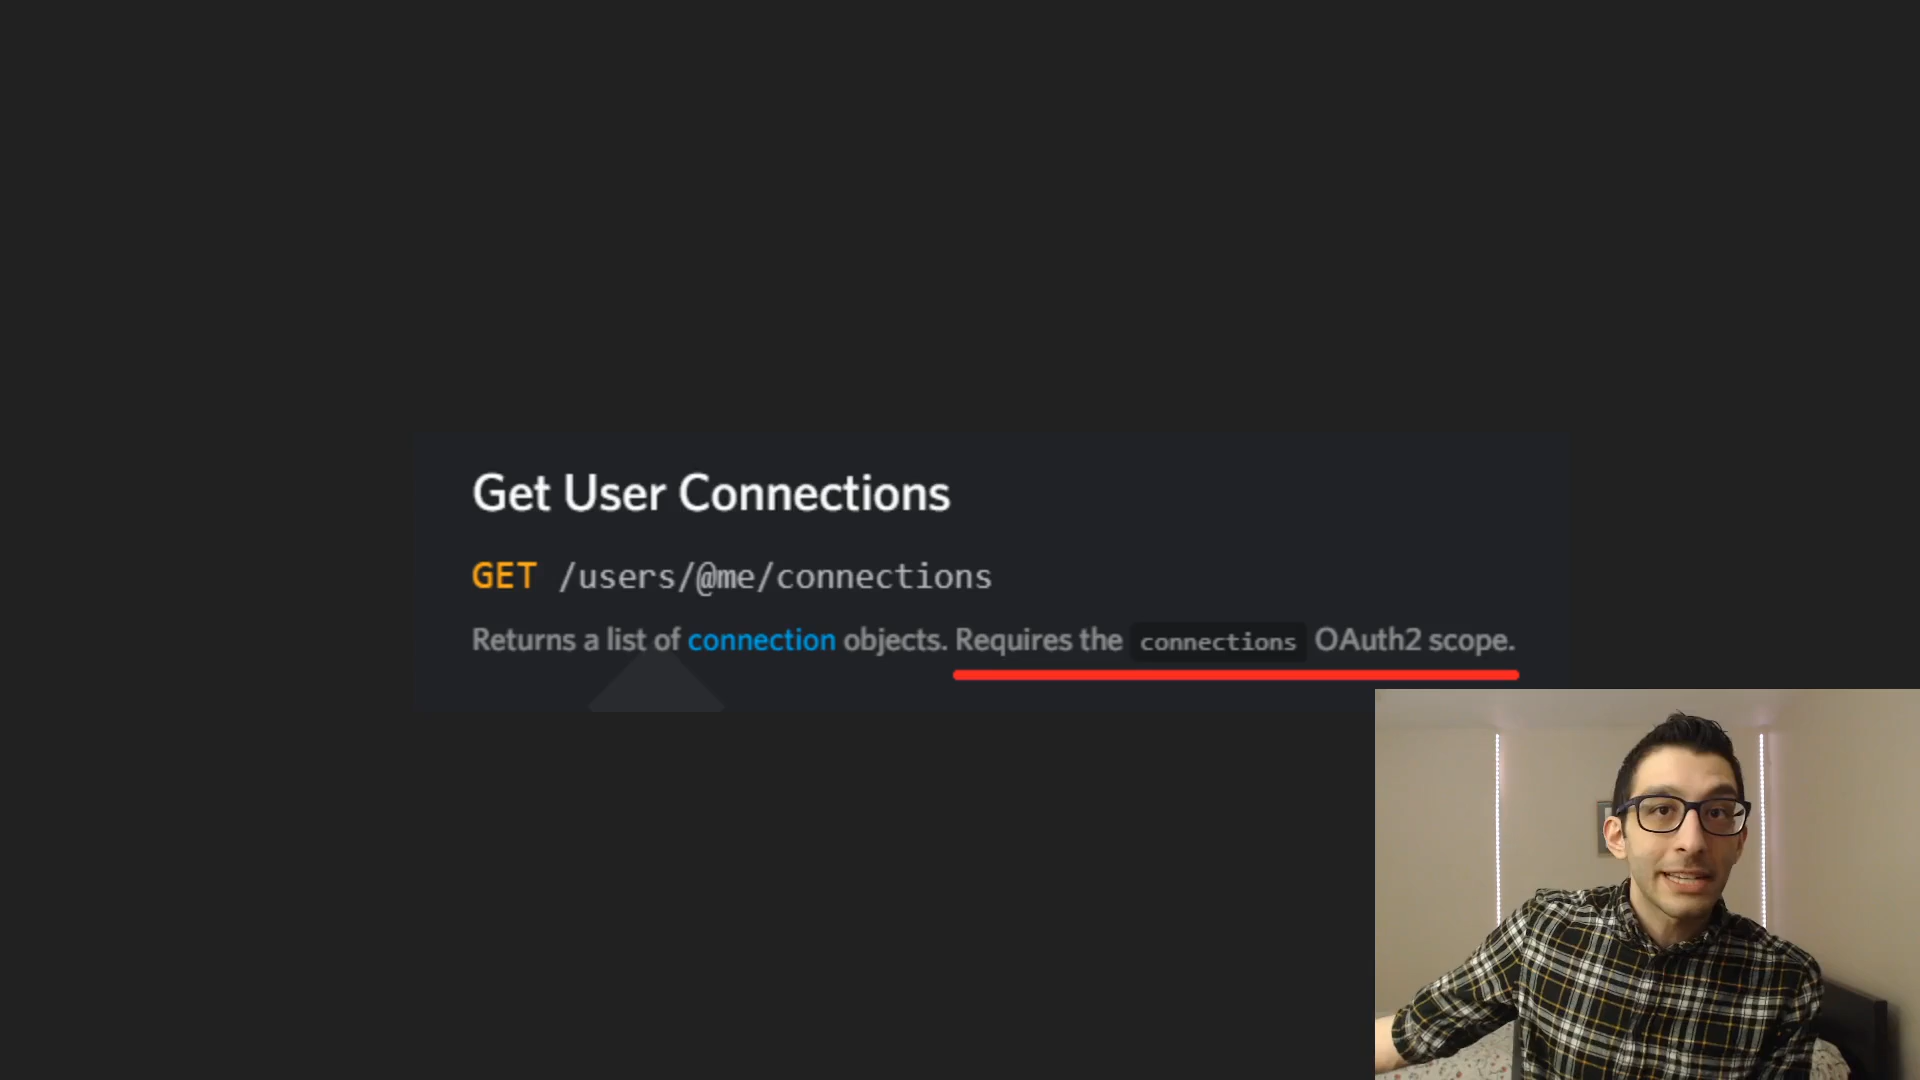 Get User Connections
GET /users/@me/connections
Returns a list of connection objects. Requires the connections OAuth2 scope.